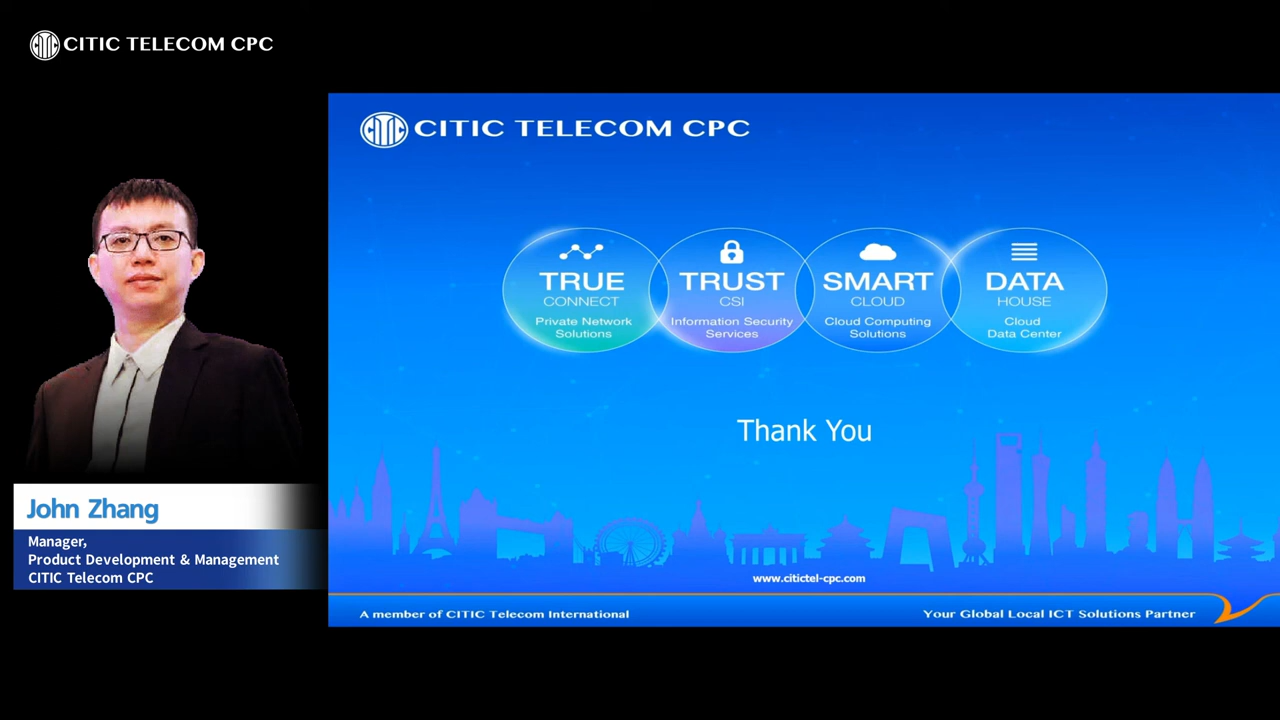 CITIC TELECOM CPC
John Zhang
Manager,
Product Development & Management
CITIC Telecom CPC
CITIC TELECOM CPC
TRUE
CONNECT
Private Network
Solutions
TRUST
CSI
Information Security
Services
SMART
CLOUD
Cloud Computing
Solutions
DATA
HOUSE
Cloud
Data Center
Thank You
www.citictel-cpc.com
A member of CITIC Telecom International
Your Global Local ICT Solutions Partner